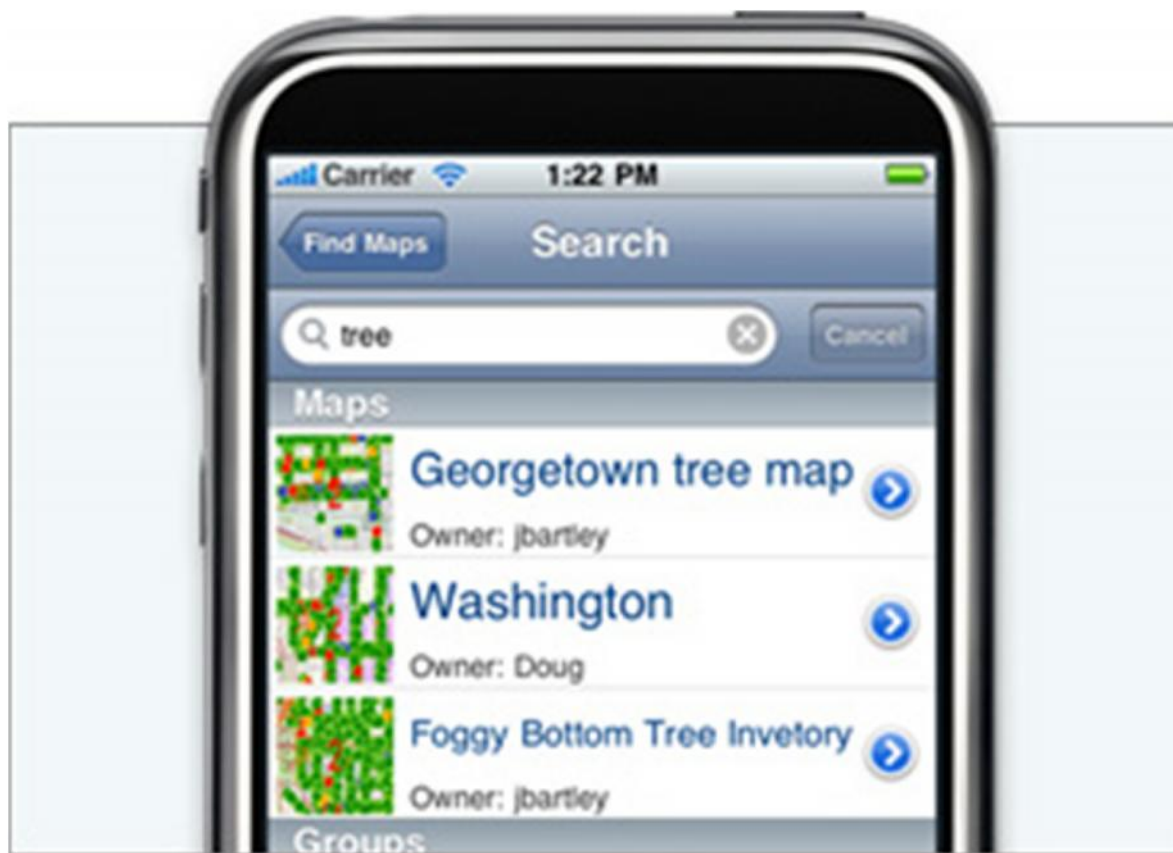 Carrier 1:22 PM
Find Maps Search
tree Cancel
Maps
Georgetown tree map
Owner: jbartley
Washington
Owner: Doug
Foggy Bottom Tree Invetory
Owner: jbartley
Groups